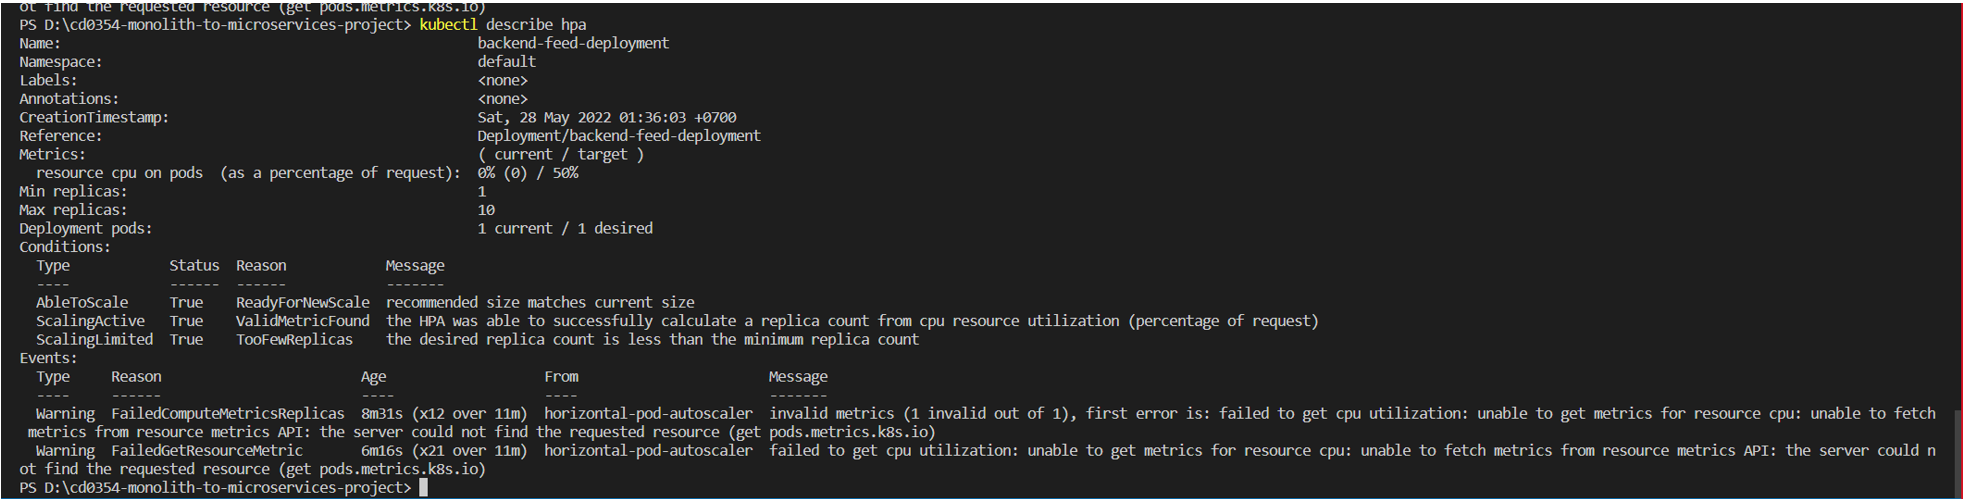 ot find the requested resource (get pods.metrics.k8s.io)
PS D:\cd0354-monolith-to-microservices-project> kubectl describe hpa
Name:                                                  backend-feed-deployment
Namespace:                                             default
Labels:                                                <none>
Annotations:                                           <none>
CreationTimestamp:                                     Sat, 28 May 2022 01:36:03 +0700
Reference:                                             Deployment/backend-feed-deployment
Metrics:                                               ( current / target )
  resource cpu on pods  (as a percentage of request):  0% (0) / 50%
Min replicas:                                          1
Max replicas:                                          10
Deployment pods:                                       1 current / 1 desired
Conditions:
  Type            Status  Reason            Message
  ----            ------  ------            -------
  AbleToScale     True    ReadyForNewScale  recommended size matches current size
  ScalingActive   True    ValidMetricFound  the HPA was able to successfully calculate a replica count from cpu resource utilization (percentage of request)
  ScalingLimited  True    TooFewReplicas    the desired replica count is less than the minimum replica count
Events:
  Type     Reason                        Age                   From                       Message
  ----     ------                        ----                  ----                       -------
  Warning  FailedComputeMetricsReplicas  8m31s (x12 over 11m)  horizontal-pod-autoscaler  invalid metrics (1 invalid out of 1), first error is: failed to get cpu utilization: unable to get metrics for resource cpu: unable to fetch
 metrics from resource metrics API: the server could not find the requested resource (get pods.metrics.k8s.io)
  Warning  FailedGetResourceMetric       6m16s (x21 over 11m)  horizontal-pod-autoscaler  failed to get cpu utilization: unable to get metrics for resource cpu: unable to fetch metrics from resource metrics API: the server could n
ot find the requested resource (get pods.metrics.k8s.io)
PS D:\cd0354-monolith-to-microservices-project>